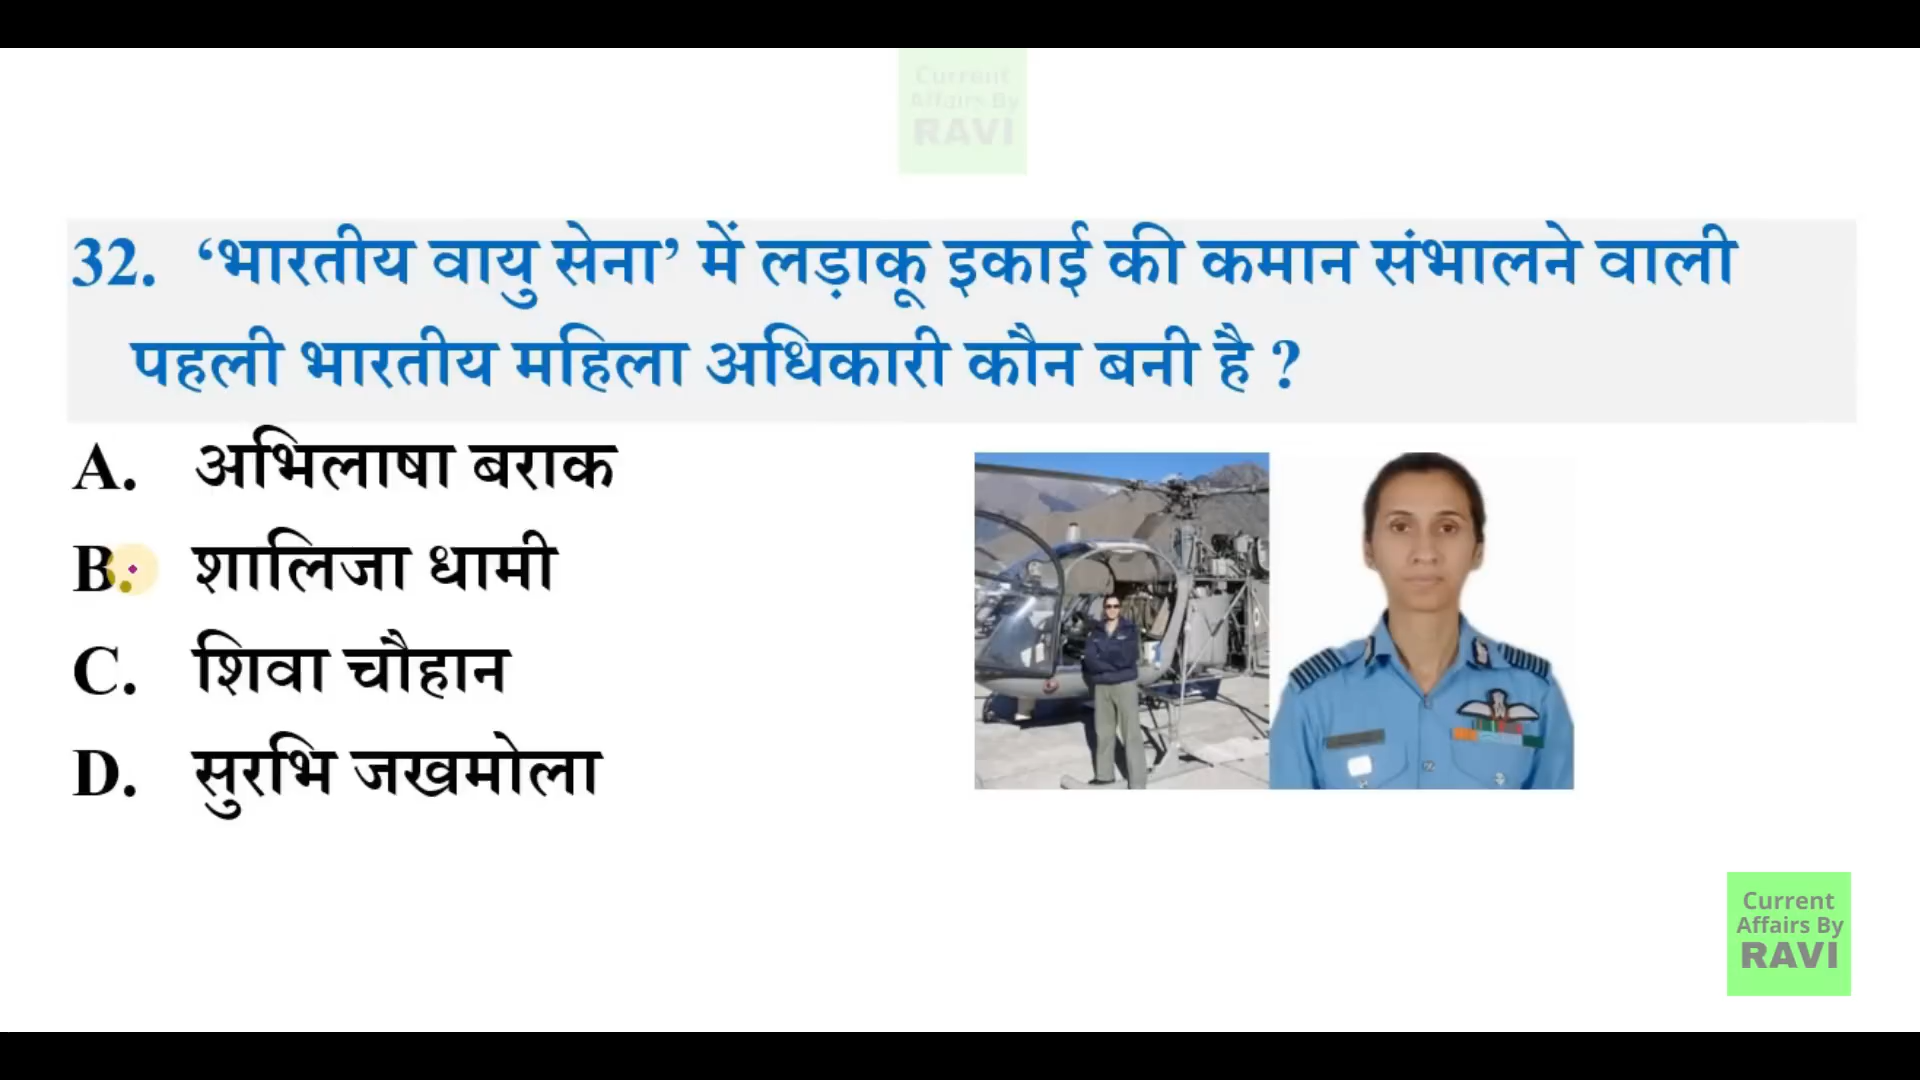 Current
Affairs By
RAVI
32. ‘भारतीय वायु सेना’ में लड़ाकू इकाई की कमान संभालने वाली
पहली भारतीय महिला अधिकारी कौन बनी है ?
A. अभिलाषा बराक
B. शालिजा धामी
C. शिवा चौहान
D. सुरभि जखमोला
Current
Affairs By
RAVI